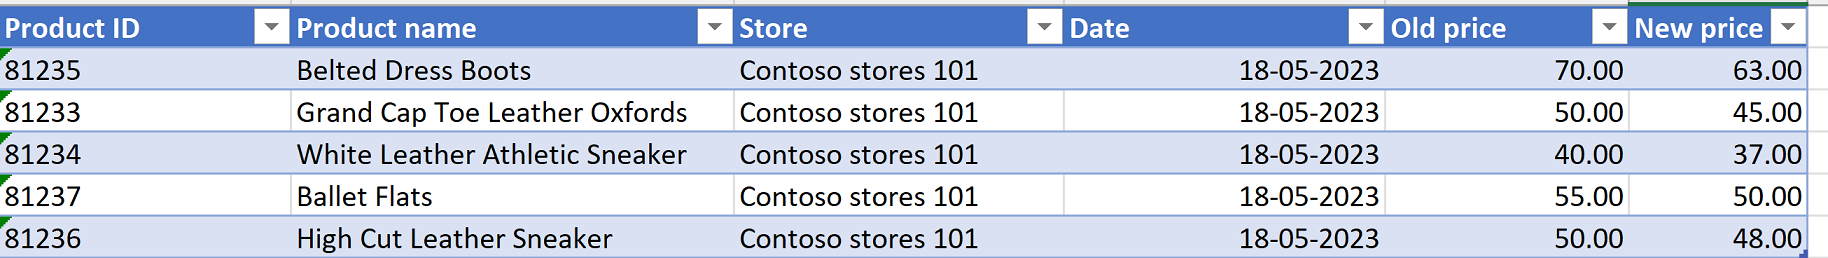 Product ID Product name Store Date Old price New price
81235 Belted Dress Boots Contoso stores 101 18-05-2023 70.00 63.00
81233 Grand Cap Toe Leather Oxfords Contoso stores 101 18-05-2023 50.00 45.00
81234 White Leather Athletic Sneaker Contoso stores 101 18-05-2023 40.00 37.00
81237 Ballet Flats Contoso stores 101 18-05-2023 55.00 50.00
81236 High Cut Leather Sneaker Contoso stores 101 18-05-2023 50.00 48.00